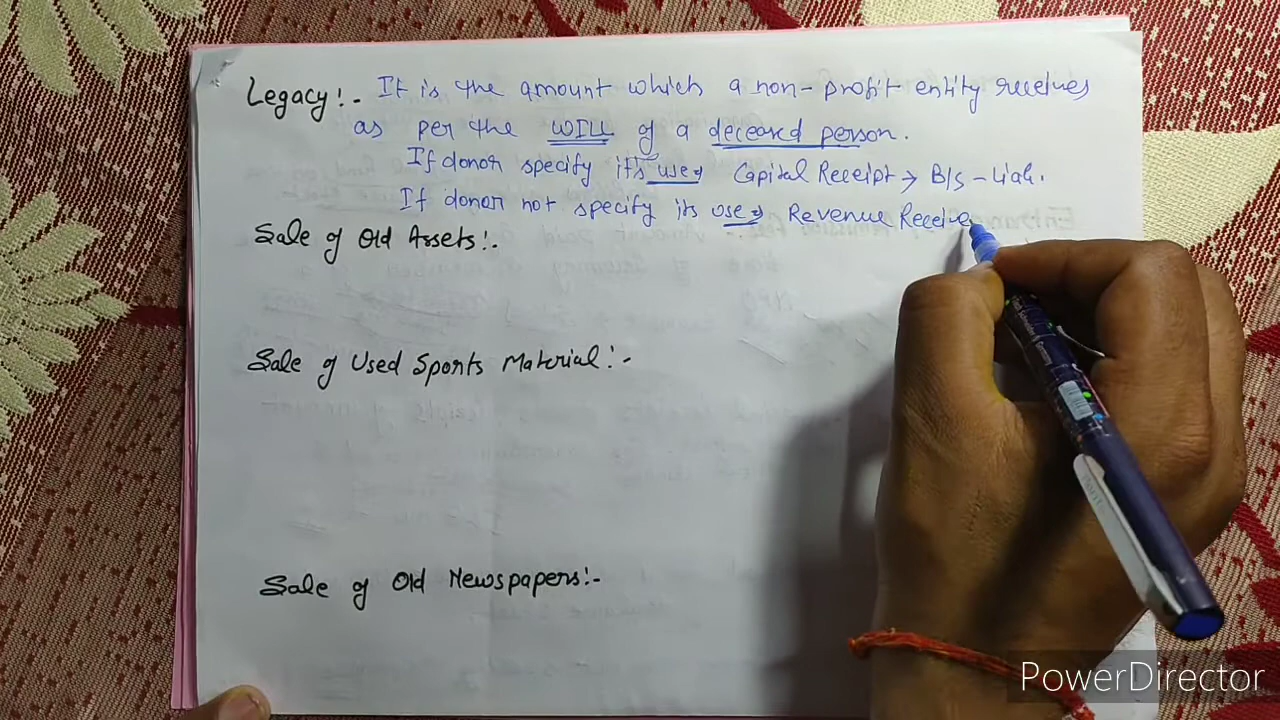 Legacy:- It is the amount which a non-profit entity receives
as per the WILL of a deceased person.
If donor specify it's use → Capital Receipt → B/S - Liab.
If donor not specify its use → Revenue Receive
Sale of Old Assets:-
Sale of Used Sports Material:-
Sale of Old Newspapers:-
PowerDirector